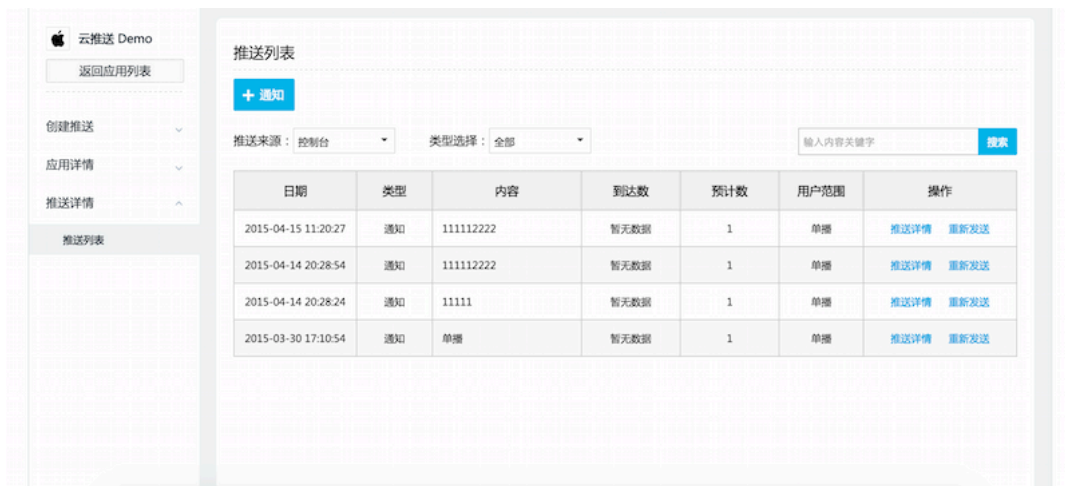 云推送 Demo
返回应用列表
创建推送
应用详情
推送详情
推送列表
推送列表
+ 通知
推送来源： 控制台 类型选择： 全部 输入内容关键字 搜索
日期 类型 内容 到达数 预计数 用户范围 操作
2015-04-15 11:20:27 通知 111112222 暂无数据 1 单播 推送详情 重新发送
2015-04-14 20:28:54 通知 111112222 暂无数据 1 单播 推送详情 重新发送
2015-04-14 20:28:24 通知 11111 暂无数据 1 单播 推送详情 重新发送
2015-03-30 17:10:54 通知 单播 暂无数据 1 单播 推送详情 重新发送